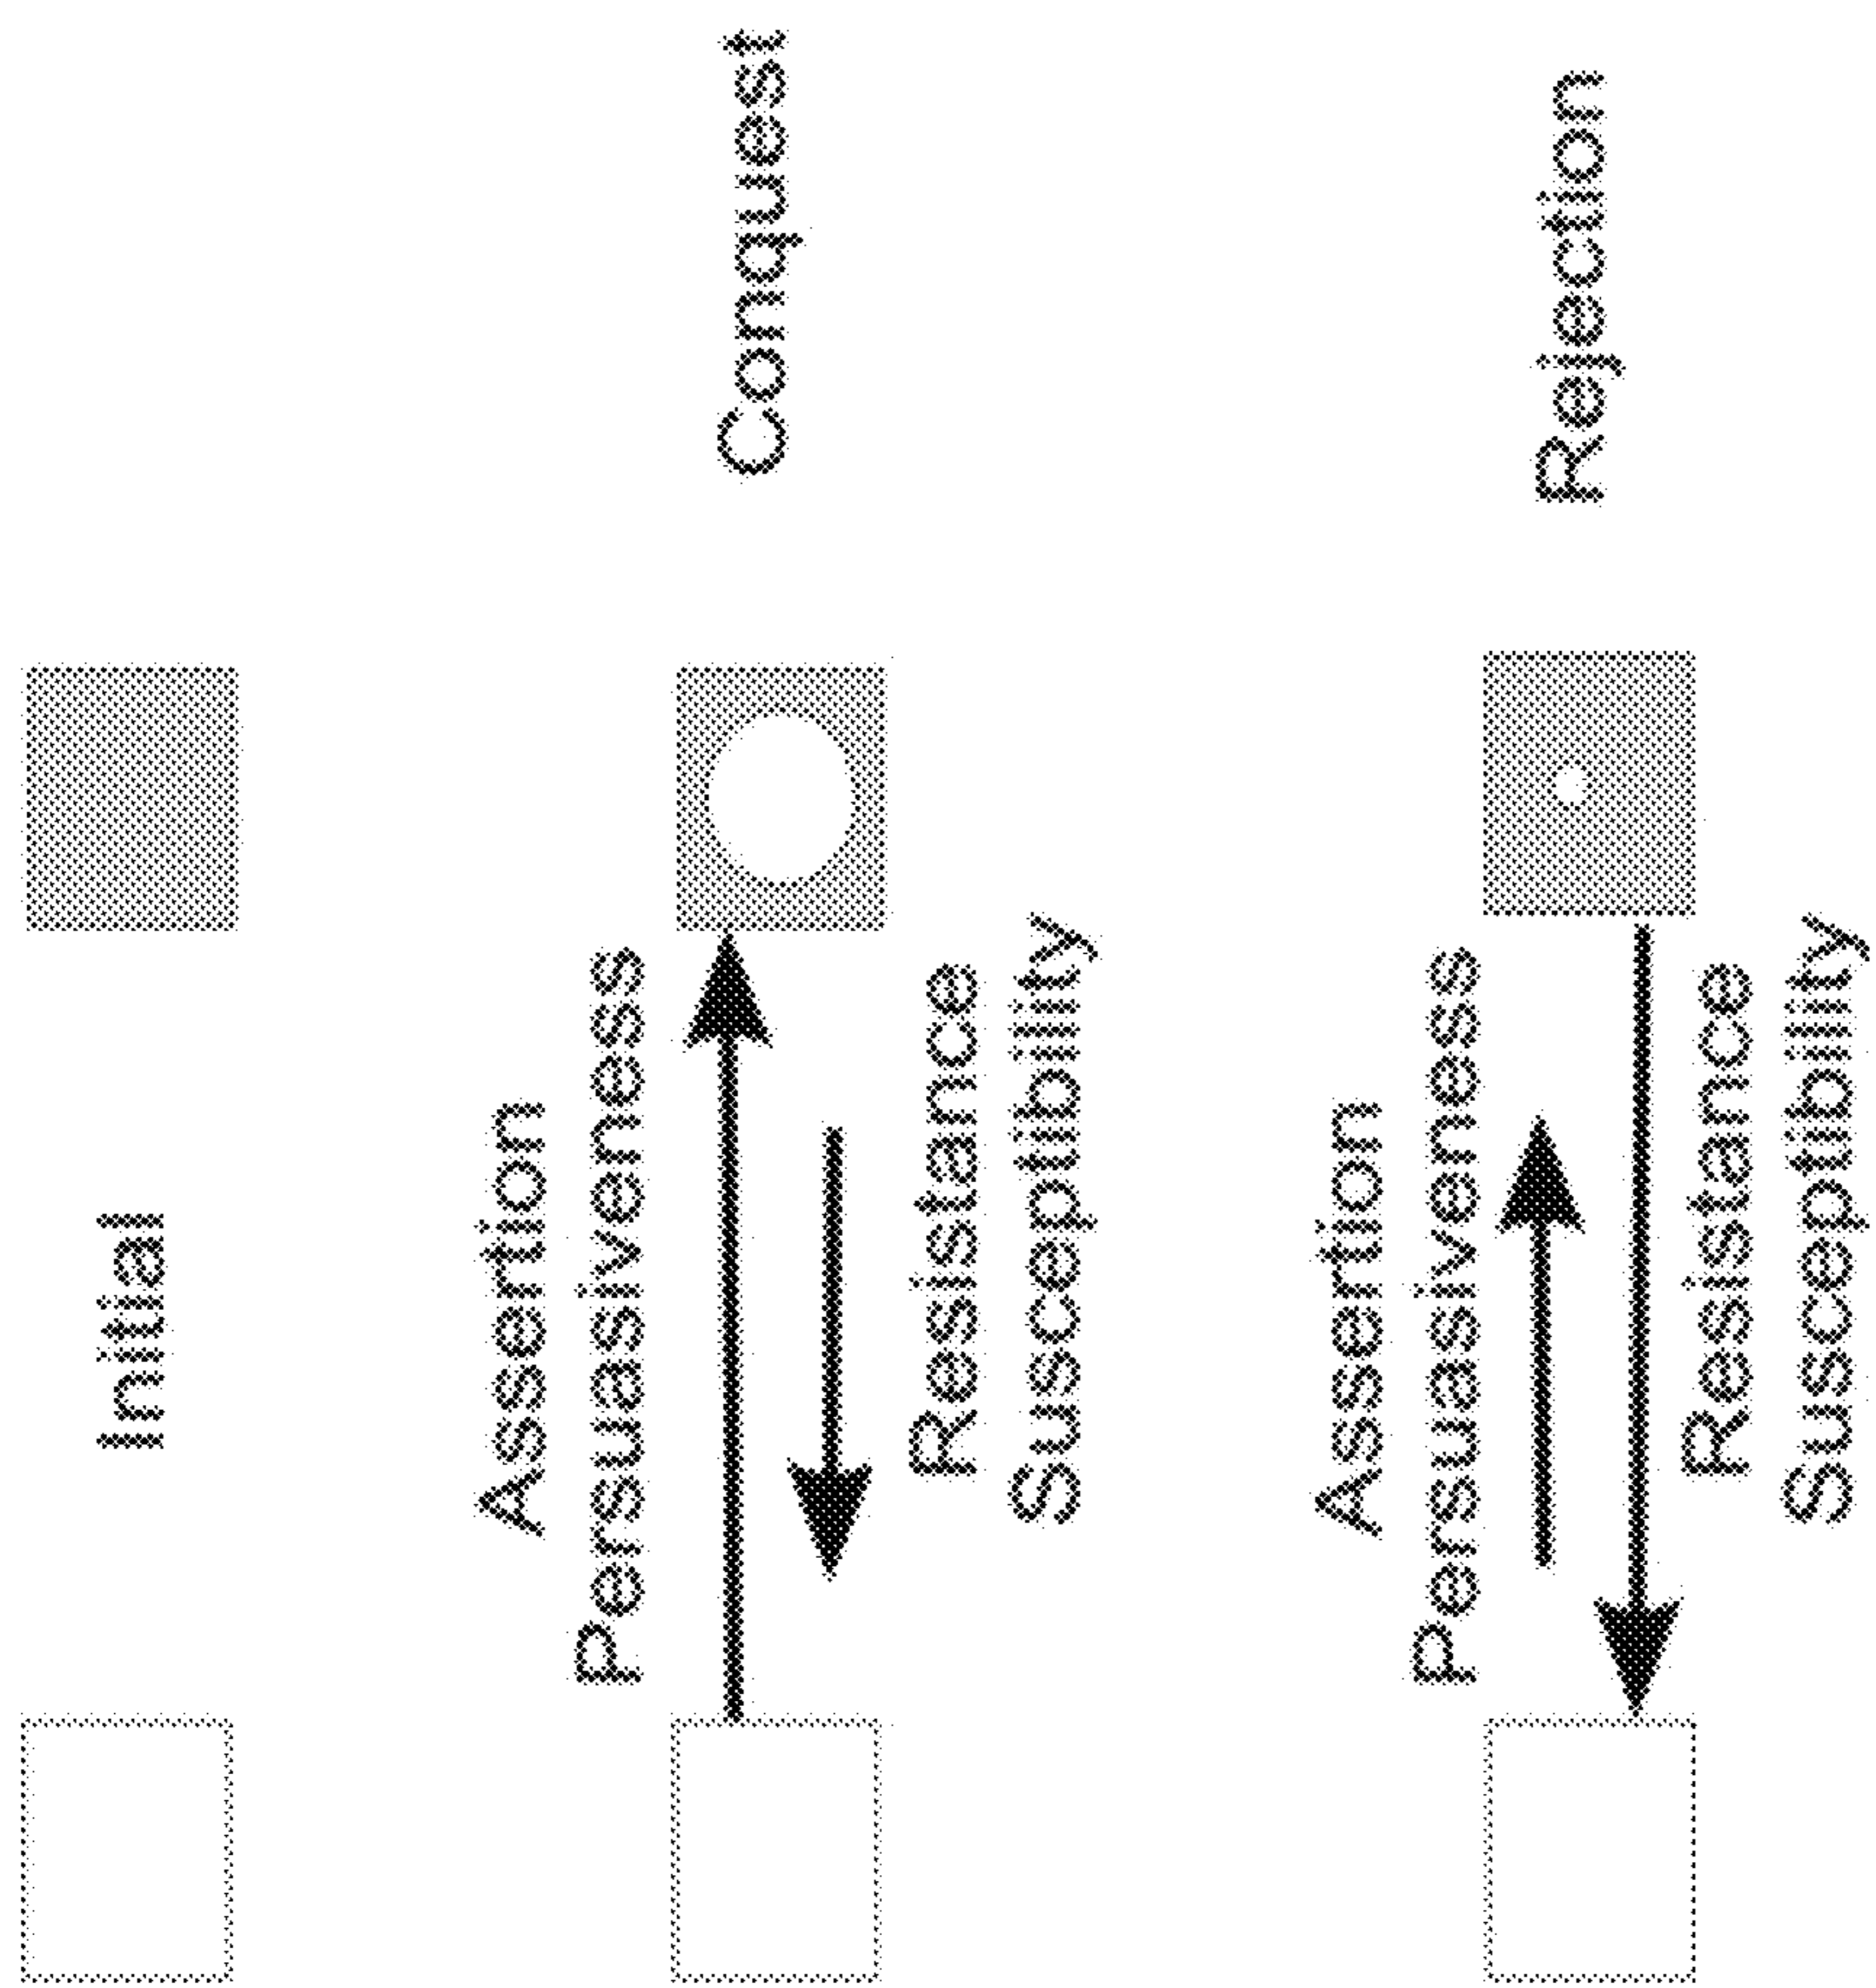 Initial
Assertion
Persuasiveness
Conquest
Resistance
Susceptibility
Assertion
Persuasiveness
Rejection
Resistance
Susceptibility